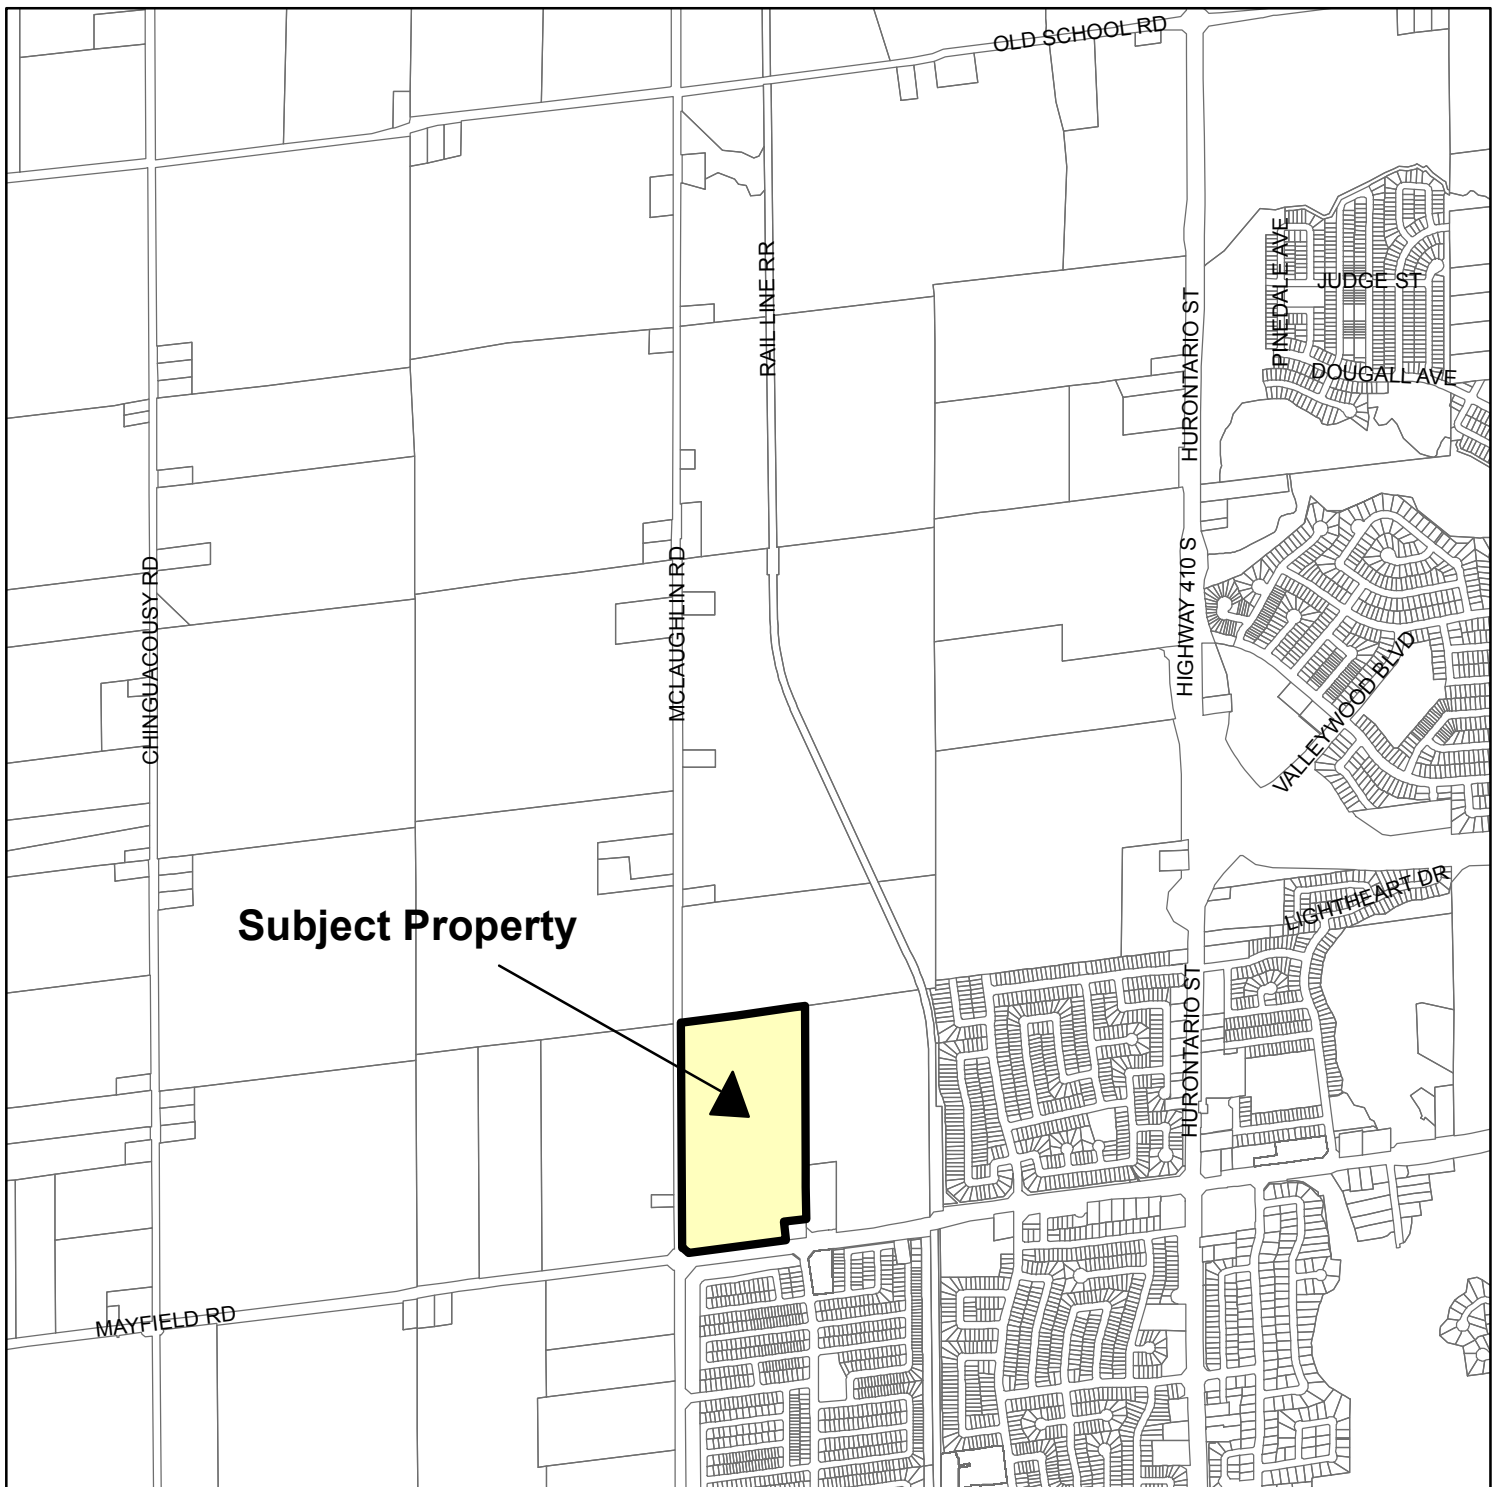 OLD SCHOOL RD
RAIL LINE RR
PINEDALE AVE
JUDGE ST
HURONTARIO ST
DOUGALL AVE
CHINGUACOUSY RD
MCLAUGHLIN RD
HIGHWAY 410 S
VALLEYWOOD BLVD
LIGHTHEART DR
Subject Property
HURONTARIO ST
MAYFIELD RD